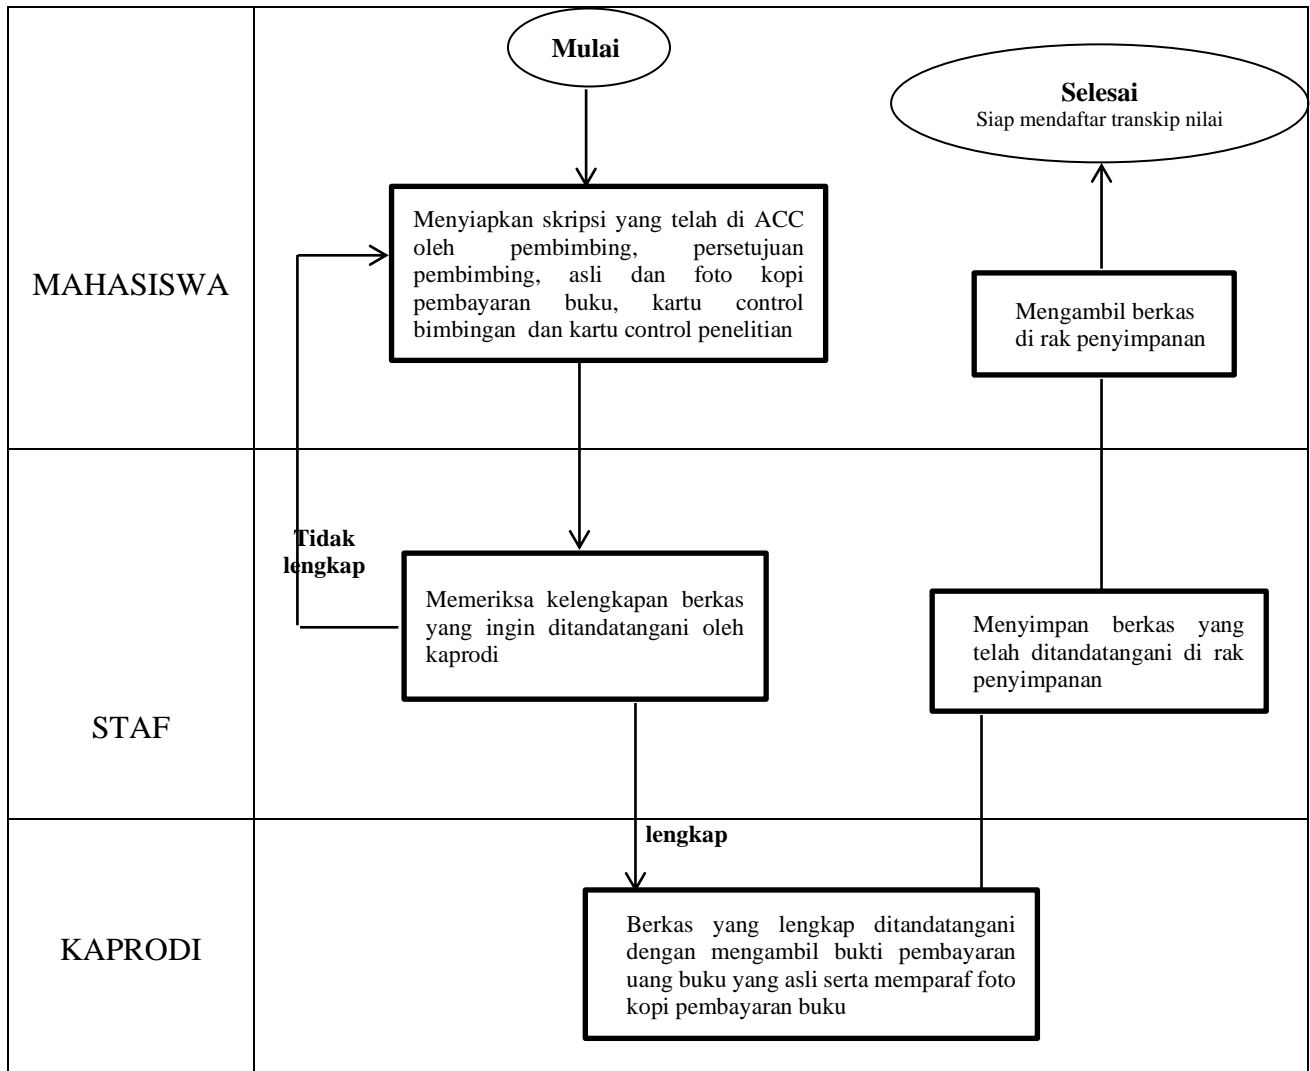 Mulai
Selesai
Siap mendaftar transkip nilai
MAHASISWA
Menyiapkan skripsi yang telah di ACC
oleh pembimbing, persetujuan
pembimbing, asli dan foto kopi
pembayaran buku, kartu control
bimbingan dan kartu control penelitian
Mengambil berkas
di rak penyimpanan
Tidak
lengkap
STAF
Memeriksa kelengkapan berkas
yang ingin ditandatangani oleh
kaprodi
Menyimpan berkas yang
telah ditandatangani di rak
penyimpanan
lengkap
KAPRODI
Berkas yang lengkap ditandatangani
dengan mengambil bukti pembayaran
uang buku yang asli serta memparaf foto
kopi pembayaran buku